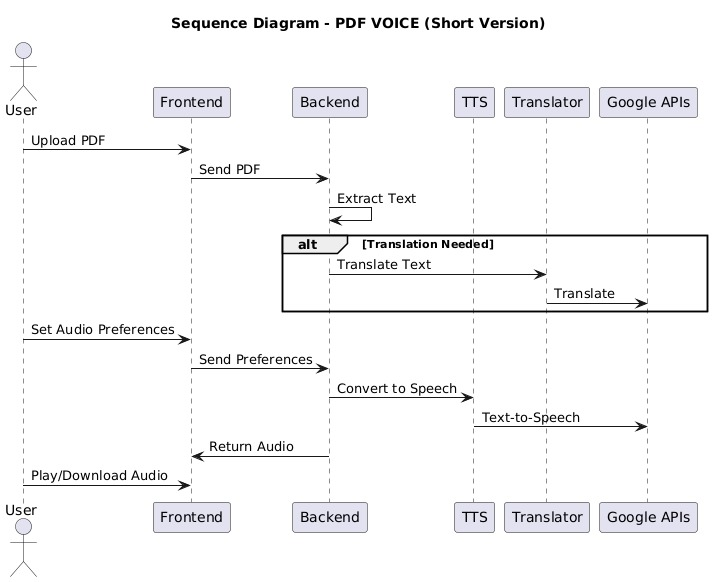 Sequence Diagram - PDF VOICE (Short Version)
User
Frontend
Backend
TTS
Translator
Google APIs
Upload PDF
Send PDF
Extract Text
alt
[Translation Needed]
Translate Text
Translate
Set Audio Preferences
Send Preferences
Convert to Speech
Text-to-Speech
Return Audio
Play/Download Audio
User
Frontend
Backend
TTS
Translator
Google APIs